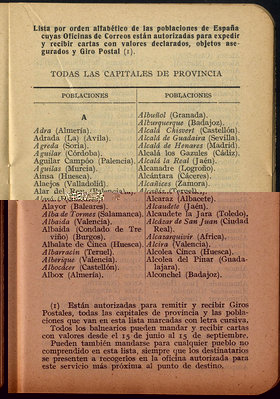 Lista por orden alfabético de las poblaciones de España
cuyas Oficinas de Correos están autorizadas para expedir
y recibir cartas con valores declarados, objetos ase-
gurados y Giro Postal (1).
TODAS LAS CAPITALES DE PROVINCIA
POBLACIONES
A
Adra (Almería).
Adrada (La) (Avila).
Agreda (Soria).
Aguilar (Córdoba).
Aguilar Campóo (Palencia).
Aguilas (Murcia).
Ainsa (Huesca).
Alaejos (Valladolid).
Alar del Rey (Palencia).
Alayor (Baleares).
Alba de Tormes (Salamanca).
Albaida (Valencia).
Albaida (Condado de Tre
viño) (Burgos).
Albalate de Cinca (Huesca).
Albarracín (Teruel).
Alberique (Valencia).
Albocácer (Castellón).
Albox (Almería).
POBLACIONES
Albuñol (Granada).
Alburquerque (Badajoz).
Alcalá Chisvert (Castellón)
Alcalá de Guadaira (Sevilla).
Alcalá de Henares (Madrid)
Alcalá los Gazules (Cádiz).
Alcalá la Real (Jaén).
Alcanadre (Logroño).
Alcántara (Cáceres).
Alcañices (Zamora).
Alcañiz (Teruel).
Alcaraz (Albacete).
Alcaudete (Jaén).
Alcaudete la Jara (Toledo),
Alcázar de San Juan (Ciudad
Real).
Alcazarquivir (Africa).
Alcira (Valencia).
Alcolea Cinca (Huesca).
Alcolea del Pinar (Guada-
lajara).
Alconchel (Badajoz).
(1) Están autorizadas para remitir y recibir Giros
Postales, todas las capitales de provincia y las pobla-
ciones que van en esta lista marcadas con letra cursiva,
Todos los balnearios pueden mandar y recibir cartas
con valores desde el 15 de junio al 15 de septiembre.
Pueden también mandarse para cualquier pueblo no
comprendido en esta lista, siempre que los destinatarios
se presenten a recogerlos en la oficina autorizada para
este servicio más próxima al punto de destino.